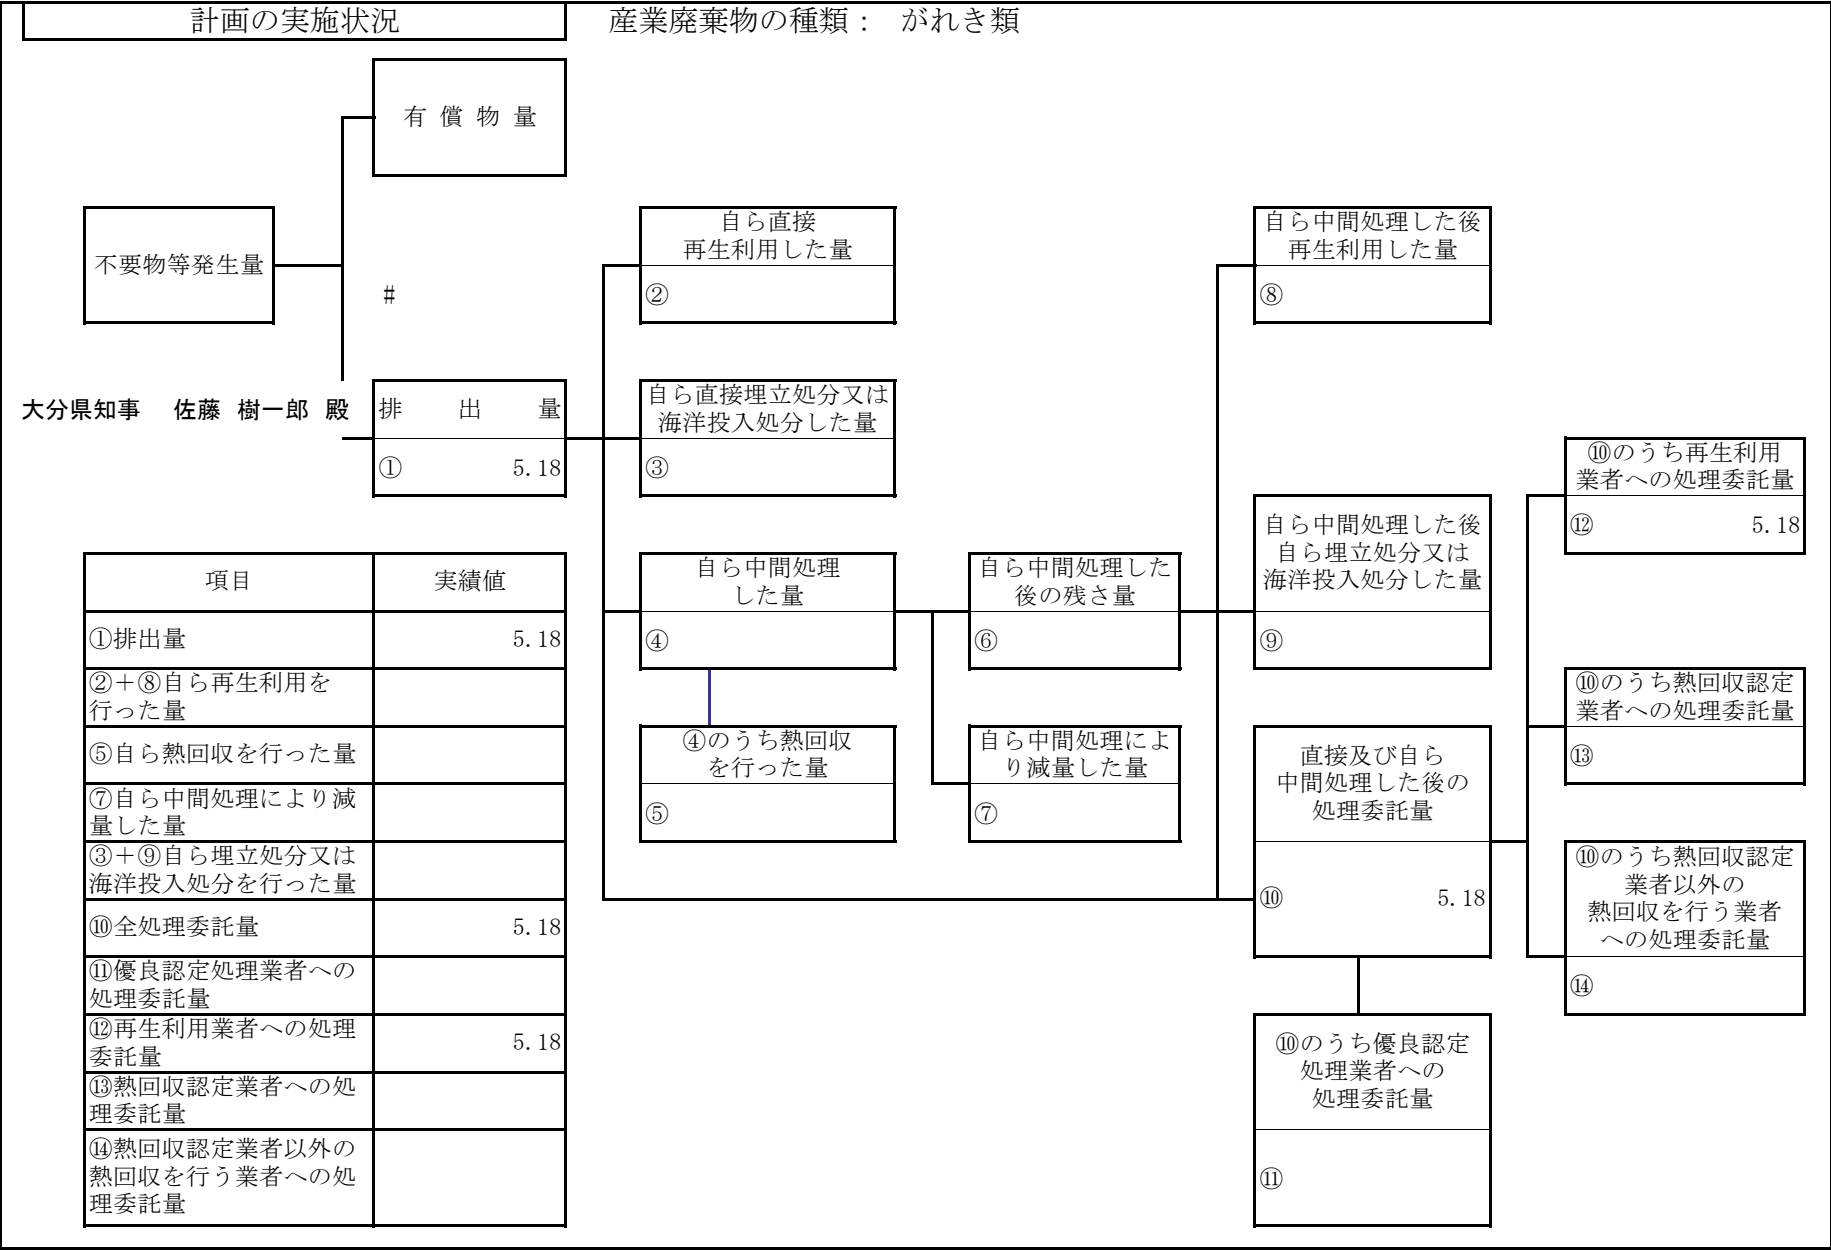 計画の実施状況
産業廃棄物の種類： がれき類
有 償 物 量
不要物等発生量
#
大分県知事 佐藤 樹一郎 殿
排 出 量
① 5.18
自ら直接
再生利用した量
②
自ら直接埋立処分又は
海洋投入処分した量
③
自ら中間処理
した量
④
④のうち熱回収
を行った量
⑤
自ら中間処理した
後の残さ量
⑥
自ら中間処理によ
り減量した量
⑦
自ら中間処理した後
再生利用した量
⑧
自ら中間処理した後
自ら埋立処分又は
海洋投入処分した量
⑨
直接及び自ら
中間処理した後の
処理委託量
⑩ 5.18
⑩のうち優良認定
処理業者への
処理委託量
⑪
⑩のうち再生利用
業者への処理委託量
⑫ 5.18
⑩のうち熱回収認定
業者への処理委託量
⑬
⑩のうち熱回収認定
業者以外の
熱回収を行う業者
への処理委託量
⑭
項目 実績値
①排出量 5.18
②＋⑧自ら再生利用を
行った量
⑤自ら熱回収を行った量
⑦自ら中間処理により減
量した量
③＋⑨自ら埋立処分又は
海洋投入処分を行った量
⑩全処理委託量 5.18
⑪優良認定処理業者への
処理委託量
⑫再生利用業者への処理
委託量 5.18
⑬熱回収認定業者への処
理委託量
⑭熱回収認定業者以外の
熱回収を行う業者への処
理委託量